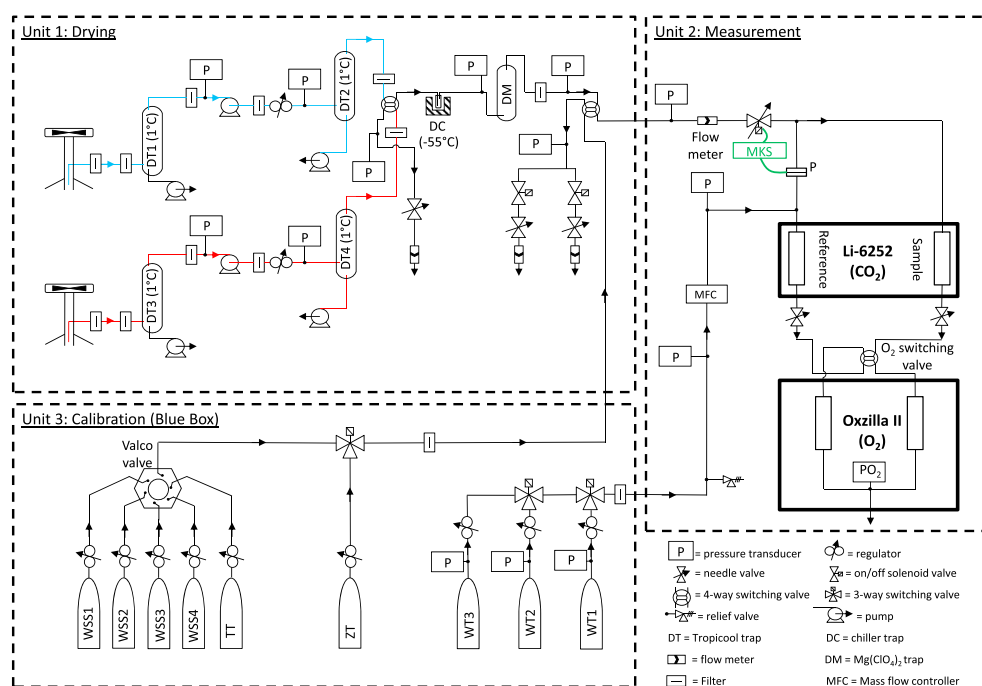 Unit 1: Drying
P
P
DT1 (1°C)
DT2 (1°C)
P
P
DM
DC
(-55°C)
P
P
P
P
DT3 (1°C)
DT4 (1°C)
Unit 2: Measurement
P
Flow
meter
MKS
P
P
Reference
Li-6252
(CO2)
Sample
MFC
P
O2 switching
valve
Oxzilla II
(O2)
PO2
Unit 3: Calibration (Blue Box)
Valco
valve
P
P
P
WSS1
WSS2
WSS3
WSS4
TT
ZT
WT3
WT2
WT1
P = pressure transducer
= regulator
= needle valve
= on/off solenoid valve
= 4-way switching valve
= 3-way switching valve
= relief valve
= pump
DT = Tropicool trap
DC = chiller trap
= flow meter
DM = Mg(ClO4)2 trap
= Filter
MFC = Mass flow controller